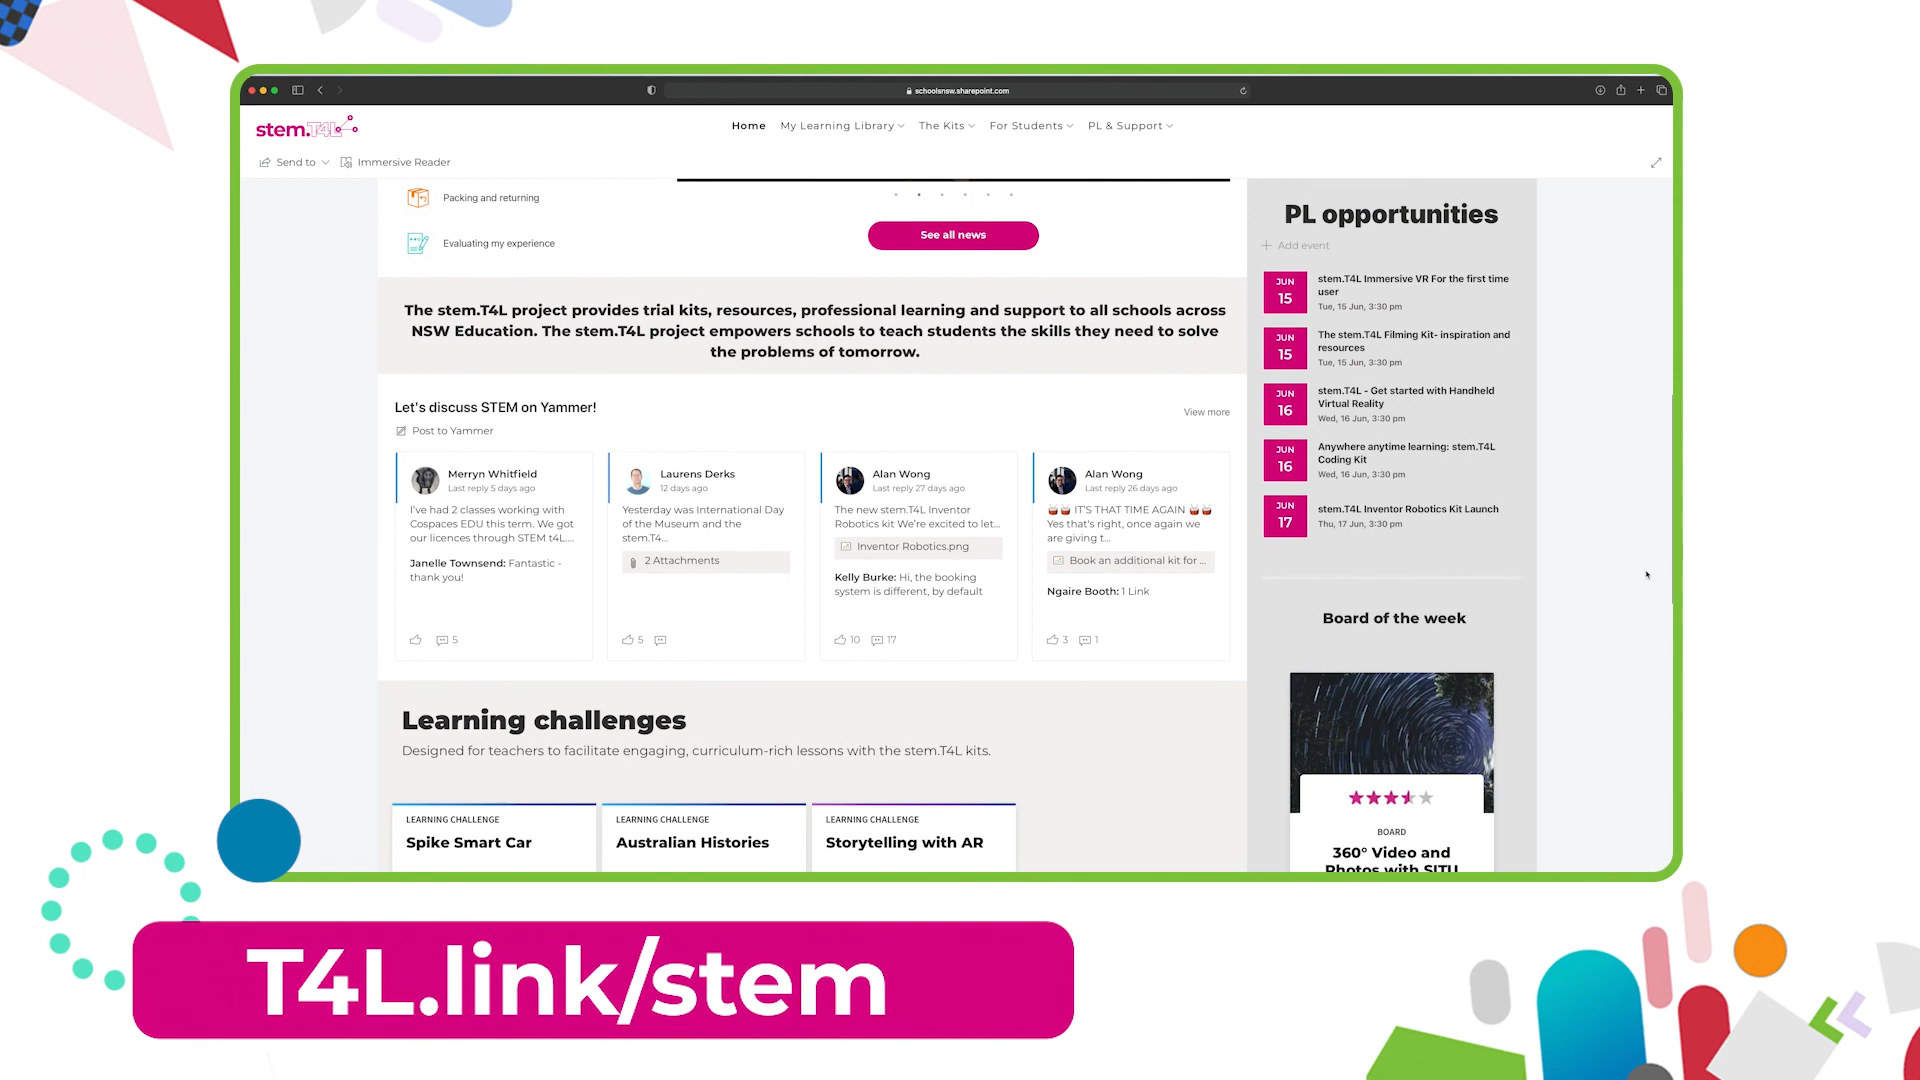 schoolsnsw.sharepoint.com
stem.T4L
Home My Learning Library The Kits For Students PL & Support
Send to Immersive Reader
Packing and returning
Evaluating my experience
See all news
The stem.T4L project provides trial kits, resources, professional learning and support to all schools across
NSW Education. The stem.T4L project empowers schools to teach students the skills they need to solve
the problems of tomorrow.
Let's discuss STEM on Yammer!
View more
Post to Yammer
Merryn Whitfield
Last reply 5 days ago
I've had 2 classes working with
Cospaces EDU this term. We got
our licences through STEM t4L....
Janelle Townsend: Fantastic -
thank you!
5
Laurens Derks
12 days ago
Yesterday was International Day
of the Museum and the
stem.T4...
2 Attachments
5
Alan Wong
Last reply 27 days ago
The new stem.T4L Inventor
Robotics kit We're excited to let...
Inventor Robotics.png
Kelly Burke: Hi, the booking
system is different, by default
10 17
Alan Wong
Last reply 26 days ago
🥁🥁 IT'S THAT TIME AGAIN 🥁🥁
Yes that's right, once again we
are giving t...
Book an additional kit for ...
Ngaire Booth: 1 Link
3 1
Learning challenges
Designed for teachers to facilitate engaging, curriculum-rich lessons with the stem.T4L kits.
LEARNING CHALLENGE
Spike Smart Car
LEARNING CHALLENGE
Australian Histories
LEARNING CHALLENGE
Storytelling with AR
PL opportunities
Add event
JUN
15
stem.T4L Immersive VR For the first time
user
Tue, 15 Jun, 3:30 pm
JUN
15
The stem.T4L Filming Kit- inspiration and
resources
Tue, 15 Jun, 3:30 pm
JUN
16
stem.T4L - Get started with Handheld
Virtual Reality
Wed, 16 Jun, 3:30 pm
JUN
16
Anywhere anytime learning: stem.T4L
Coding Kit
Wed, 16 Jun, 3:30 pm
JUN
17
stem.T4L Inventor Robotics Kit Launch
Thu, 17 Jun, 3:30 pm
Board of the week
BOARD
360° Video and
Photos with SITU
T4L.link/stem